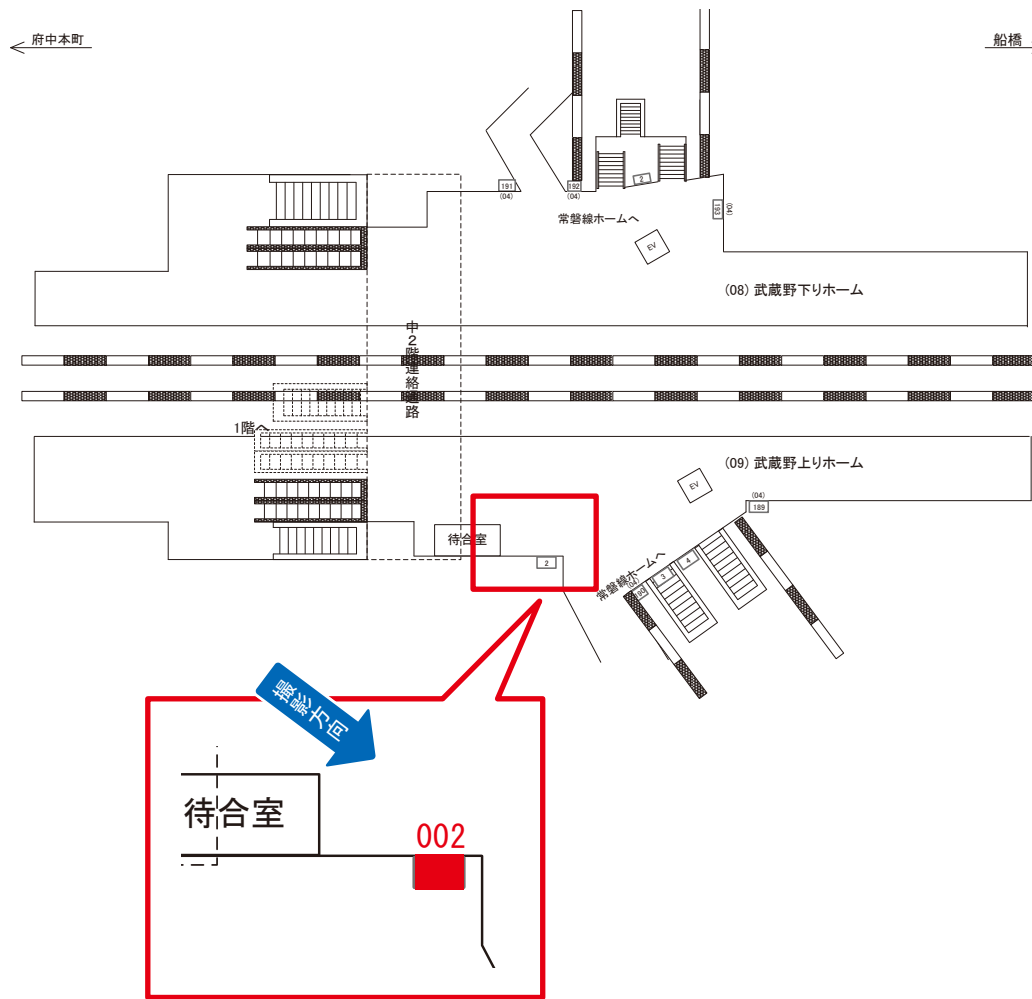 府中本町
船橋
191
(04)
192
(04)
2
193
(04)
常磐線ホームへ
EV
(08) 武蔵野下りホーム
中2階連絡通路
1階へ
(09) 武蔵野上りホーム
EV
(04)
189
待合室
2
常磐線ホームへ
(04)
3
4
撮影方向
待合室
002